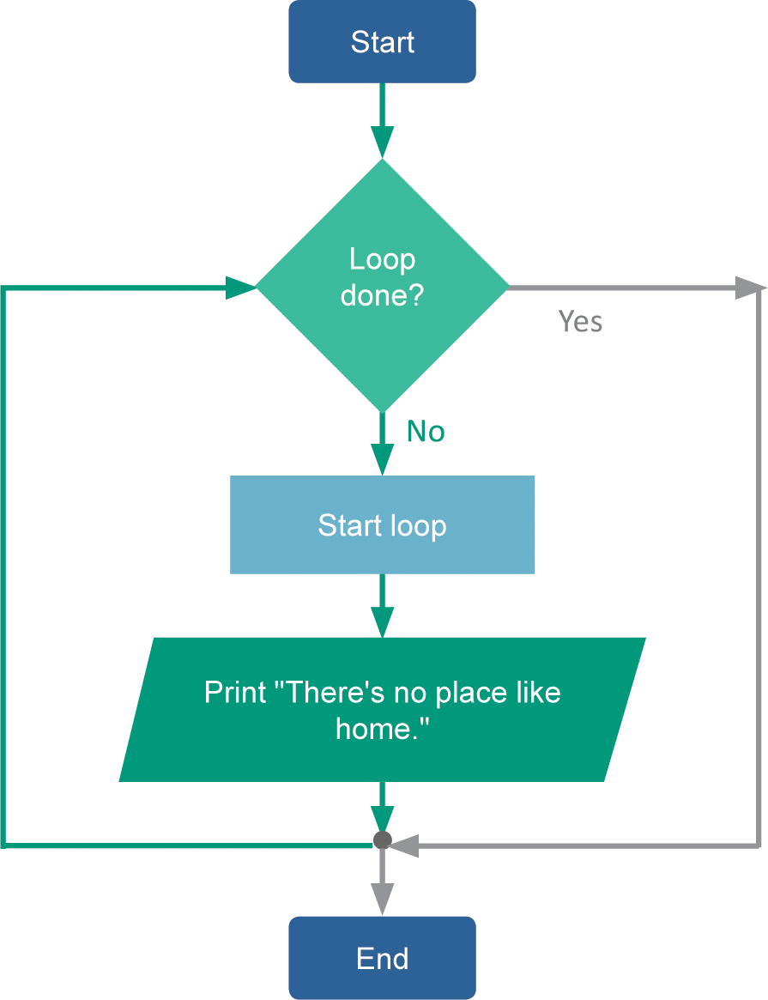 Start
Loop
done?
Yes
No
Start loop
Print "There's no place like
home."
End